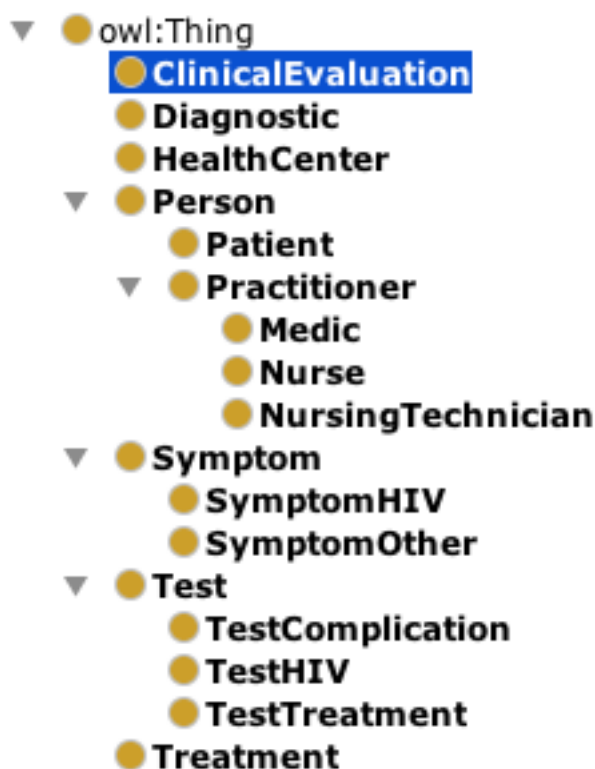 owl:Thing
ClinicalEvaluation
Diagnostic
HealthCenter
Person
Patient
Practitioner
Medic
Nurse
NursingTechnician
Symptom
SymptomHIV
SymptomOther
Test
TestComplication
TestHIV
TestTreatment
Treatment